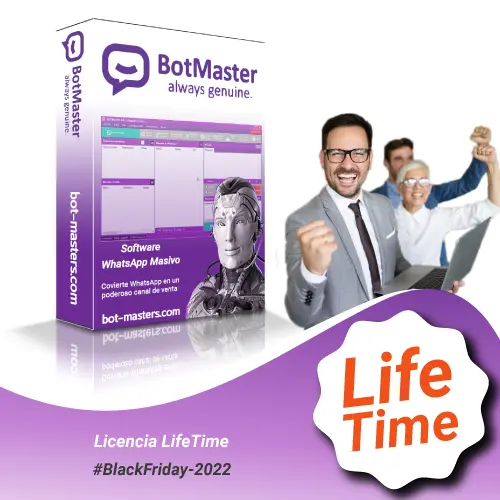 BotMaster
always genuine.
BotMaster
always genuine.
bot-masters.com
Software
WhatsApp Masivo
Covierte WhatsApp en un
poderoso canal de venta
bot-masters.com
Life
Time
Licencia LifeTime
#BlackFriday-2022